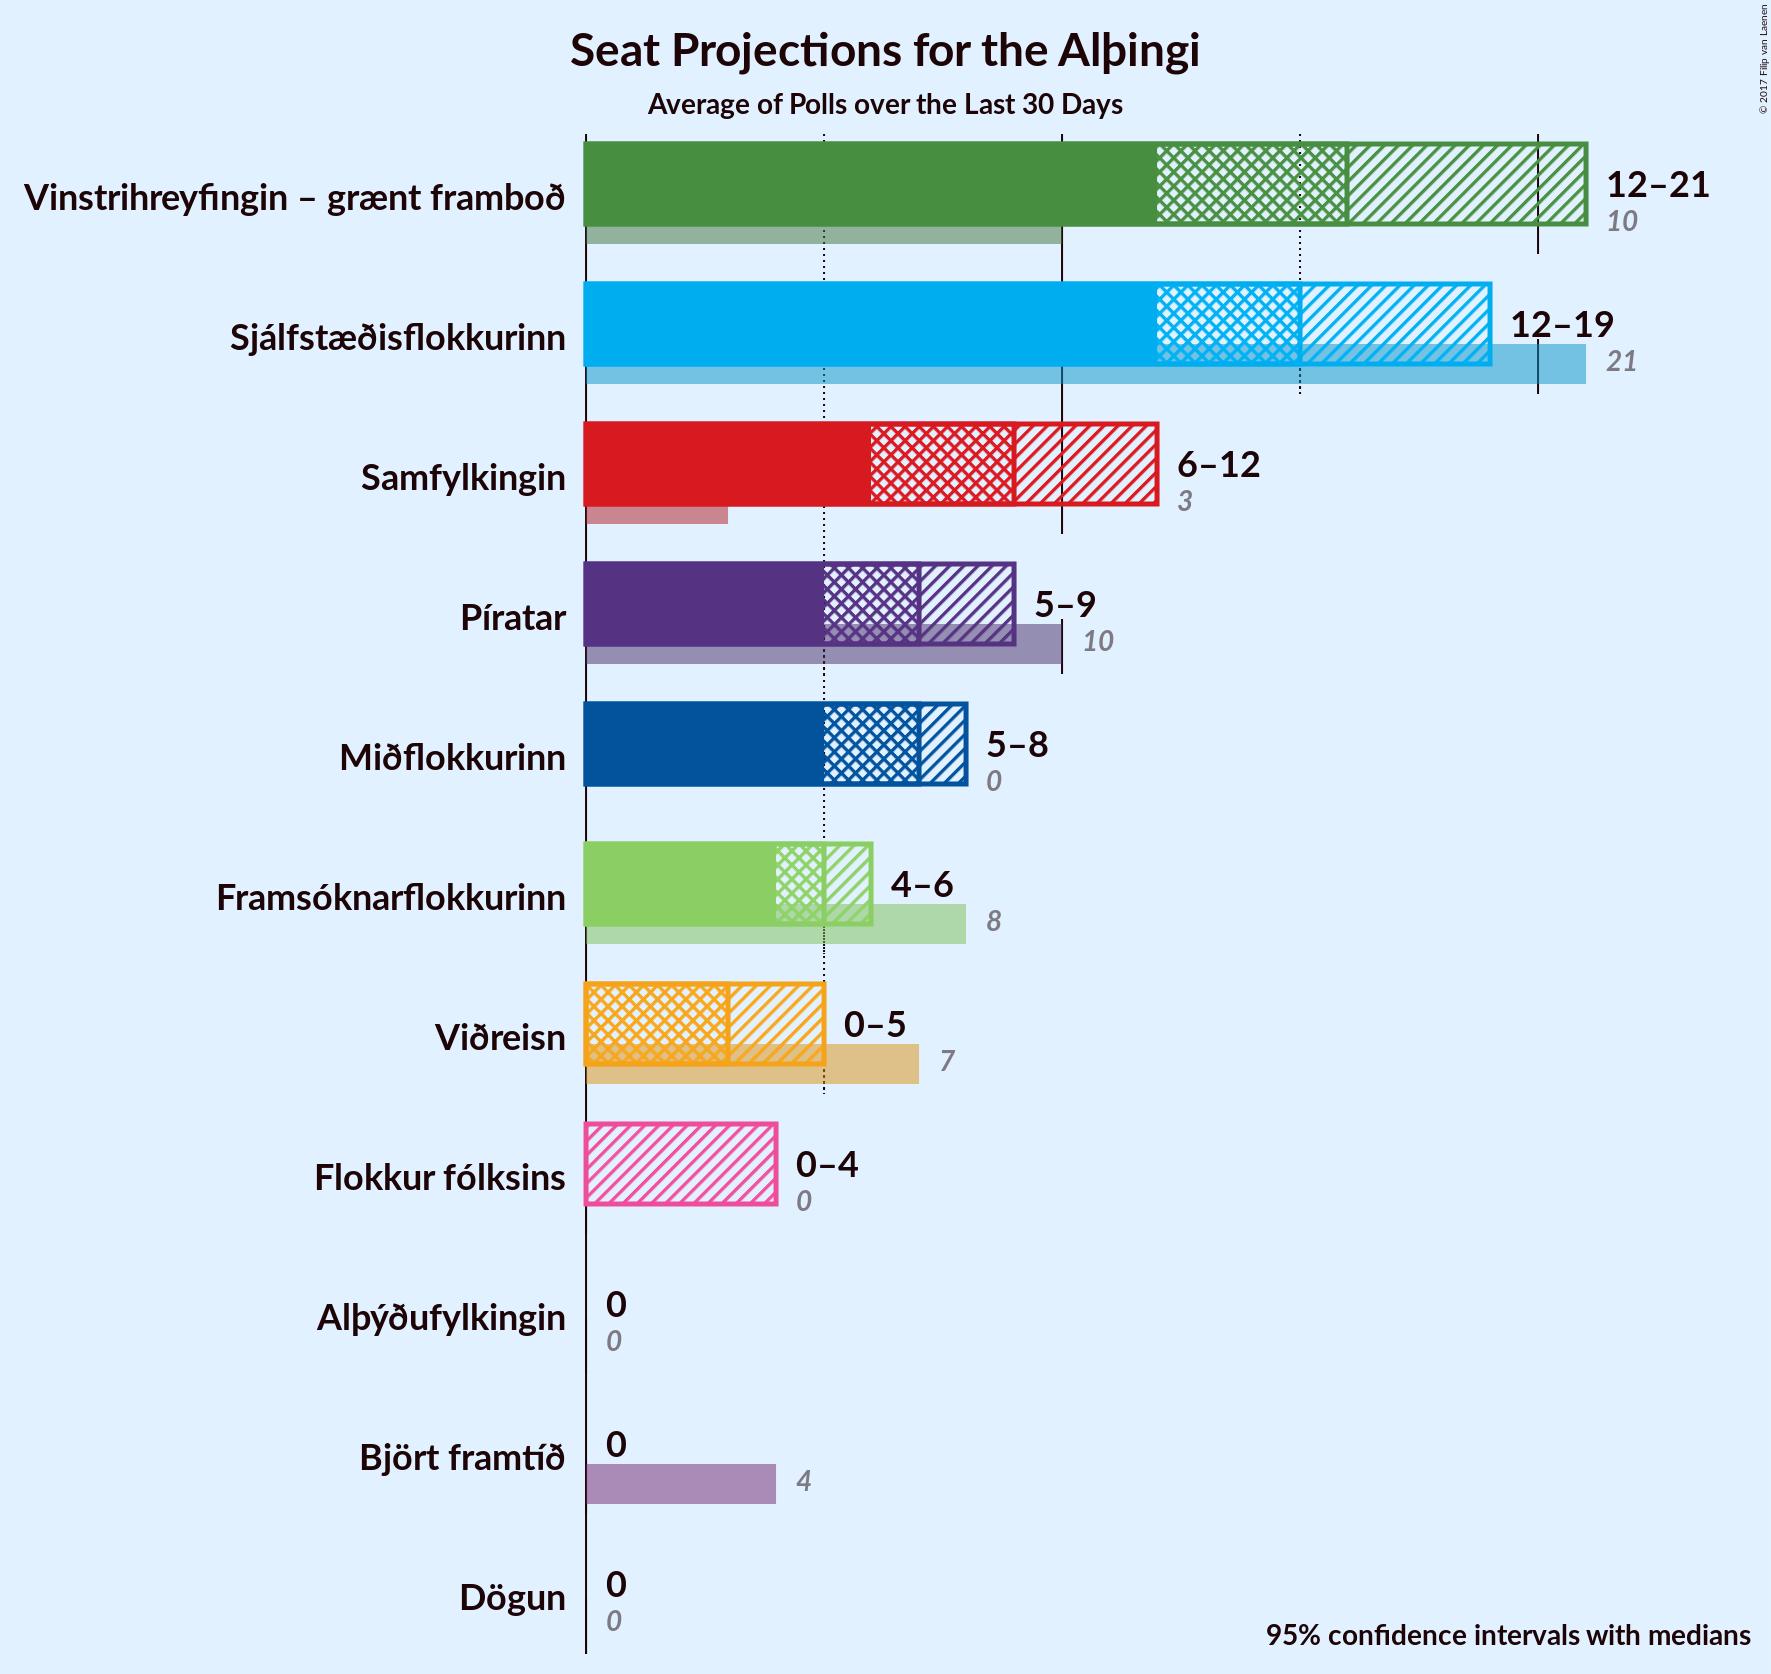 Seat Projections for the Alþingi
Average of Polls over the Last 30 Days
© 2017 Filip van Laenen
Vinstrihreyfingin – grænt framboð
12–21
10
Sjálfstæðisflokkurinn
12–19
21
Samfylkingin
6–12
3
Píratar
5–9
10
Miðflokkurinn
5–8
0
Framsóknarflokkurinn
4–6
8
Viðreisn
0–5
7
Flokkur fólksins
0–4
0
Alþýðufylkingin
0
0
Björt framtíð
0
4
Dögun
0
0
95% confidence intervals with medians